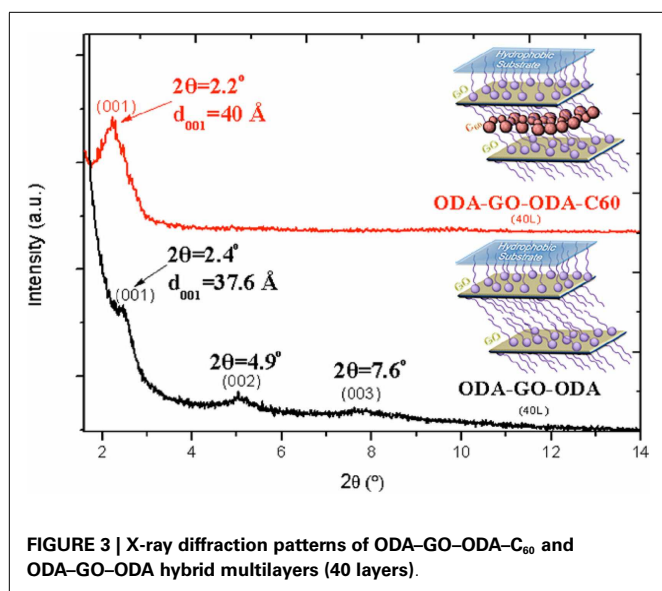 (001)
2θ=2.2°
d001=40 Å
Hydrophobic
Substrate
GO
C60
GO
ODA-GO-ODA-C60
(40L)
(001)
2θ=2.4°
d001=37.6 Å
2θ=4.9°
(002)
2θ=7.6°
(003)
Hydrophobic
Substrate
GO
GO
ODA-GO-ODA
(40L)
Intensity (a.u.)
2 4 6 8 10 12 14
2θ (°)
FIGURE 3 | X-ray diffraction patterns of ODA–GO–ODA–C60 and
ODA–GO–ODA hybrid multilayers (40 layers).